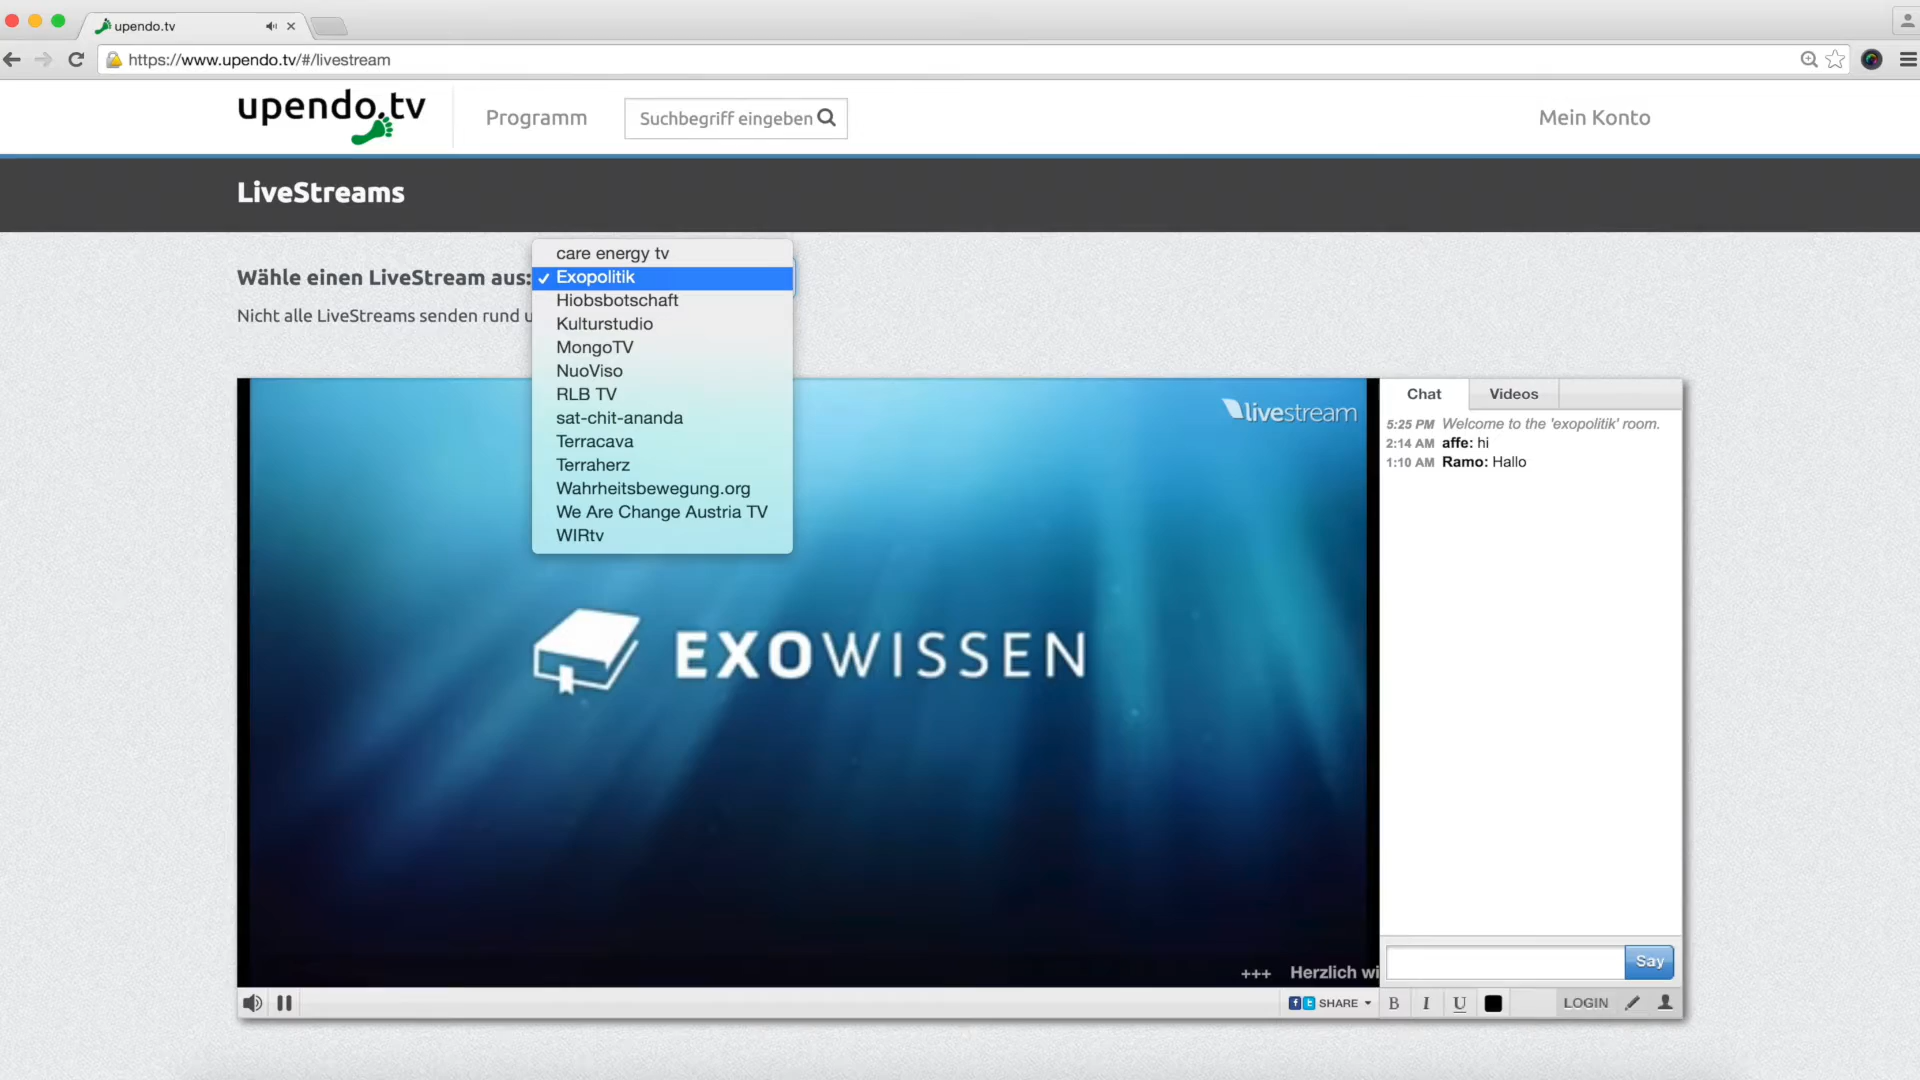 upendo.tv
https://www.upendo.tv/#/livestream
upendo.tv
Programm
Suchbegriff eingeben
Mein Konto
LiveStreams
Wähle einen LiveStream aus:
Nicht alle LiveStreams senden rund
care energy tv
✓ Exopolitik
Hiobsbotschaft
Kulturstudio
MongoTV
NuoViso
RLB TV
sat-chit-ananda
Terracava
Terraherz
Wahrheitsbewegung.org
We Are Change Austria TV
WIRtv
livestream
EXOWISSEN
+++ Herzlich wi
Chat Videos
5:25 PM Welcome to the 'exopolitik' room.
2:14 AM affe: hi
1:10 AM Ramo: Hallo
Say
SHARE
B I U
LOGIN